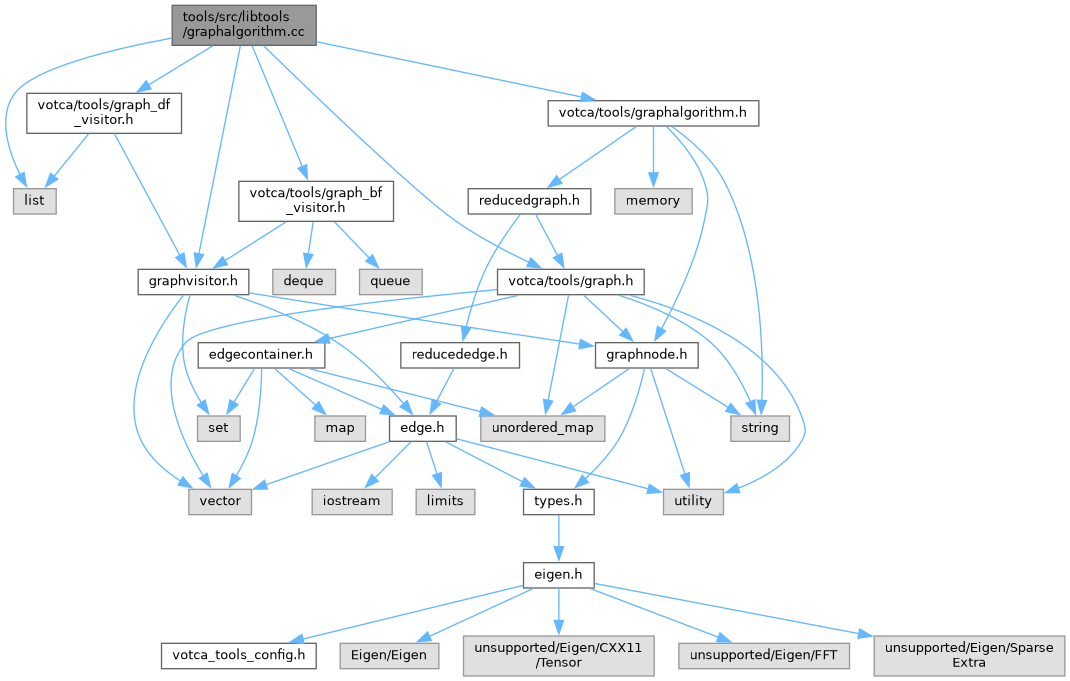 tools/src/libtools
/graphalgorithm.cc
votca/tools/graph_df
_visitor.h
votca/tools/graphalgorithm.h
list
votca/tools/graph_bf
_visitor.h
reducedgraph.h
memory
graphvisitor.h
deque
queue
votca/tools/graph.h
edgecontainer.h
reducededge.h
graphnode.h
set
map
edge.h
unordered_map
string
vector
iostream
limits
types.h
utility
eigen.h
votca_tools_config.h
Eigen/Eigen
unsupported/Eigen/CXX11
/Tensor
unsupported/Eigen/FFT
unsupported/Eigen/Sparse
Extra